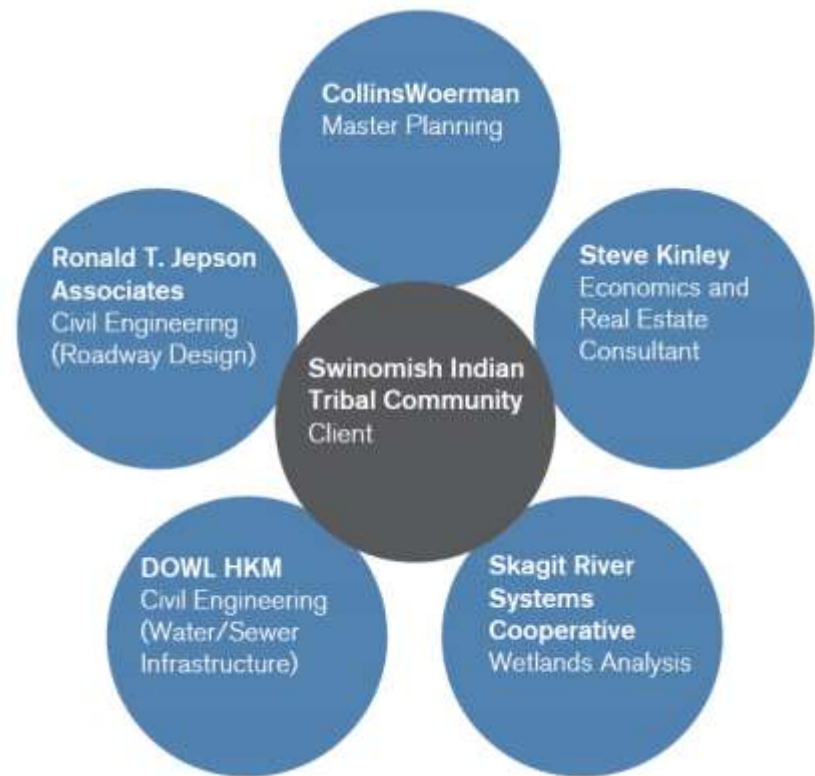 CollinsWoerman
Master Planning
Ronald T. Jepson
Associates
Civil Engineering
(Roadway Design)
Steve Kinley
Economics and
Real Estate
Consultant
Swinomish Indian
Tribal Community
Client
DOWL HKM
Civil Engineering
(Water/Sewer
Infrastructure)
Skagit River
Systems
Cooperative
Wetlands Analysis